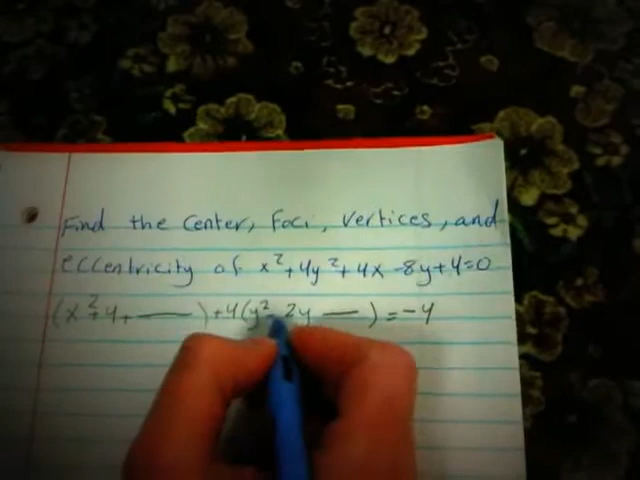 Find the Center, Foci, vertices, and
eccentricity of x²+4y²+4x-8y+4=0
(x²+4+___)+4(y²-2y ___)=-4